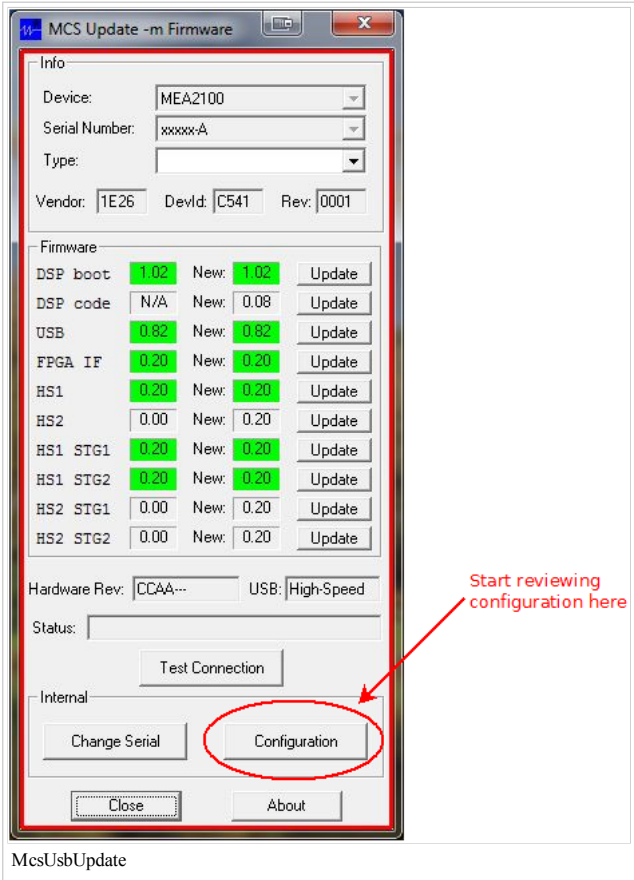 MCS Update -m Firmware
Info
Device: MEA2100
Serial Number: xxxxx-A
Type:
Vendor: 1E26 DevId: C541 Rev: 0001
Firmware
DSP boot 1.02 New: 1.02 Update
DSP code N/A New: 0.08 Update
USB 0.82 New: 0.82 Update
FPGA IF 0.20 New: 0.20 Update
HS1 0.20 New: 0.20 Update
HS2 0.00 New: 0.20 Update
HS1 STG1 0.20 New: 0.20 Update
HS1 STG2 0.20 New: 0.20 Update
HS2 STG1 0.00 New: 0.20 Update
HS2 STG2 0.00 New: 0.20 Update
Hardware Rev: CCAA--- USB: High-Speed
Start reviewing
configuration here
Status:
Test Connection
Internal
Change Serial Configuration
Close About
McsUsbUpdate